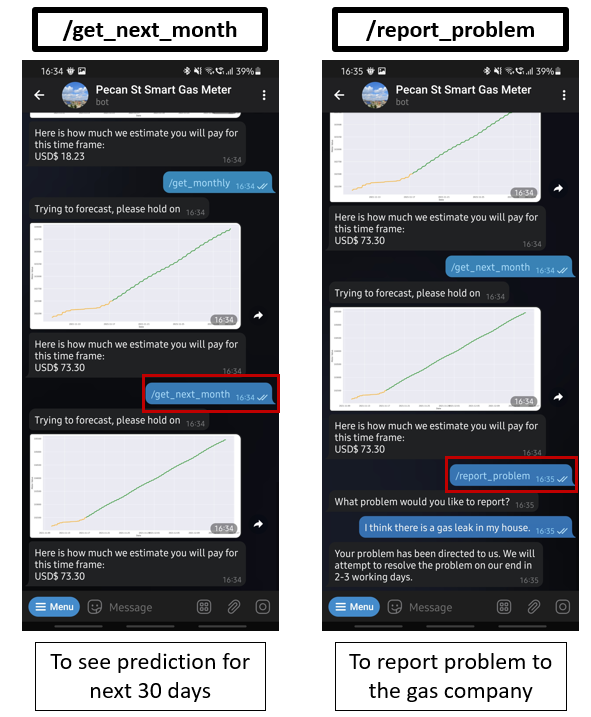 /get_next_month
16:34
39%
Pecan St Smart Gas Meter
bot
Here is how much we estimate you will pay for
this time frame:
USD$ 18.23
16:34
/get_monthly 16:34
Trying to forecast, please hold on 16:34
16:34
Here is how much we estimate you will pay for
this time frame:
USD$ 73.30
16:34
/get_next_month 16:34
Trying to forecast, please hold on 16:34
16:34
Here is how much we estimate you will pay for
this time frame:
USD$ 73.30
16:34
Menu
Message
To see prediction for
next 30 days
/report_problem
16:35
39%
Pecan St Smart Gas Meter
bot
16:34
Here is how much we estimate you will pay for
this time frame:
USD$ 73.30
16:34
/get_next_month 16:34
Trying to forecast, please hold on 16:34
16:34
Here is how much we estimate you will pay for
this time frame:
USD$ 73.30
16:34
/report_problem 16:35
What problem would you like to report? 16:35
I think there is a gas leak in my house. 16:35
Your problem has been directed to us. We will
attempt to resolve the problem on our end in
2-3 working days.
16:35
Menu
Message
To report problem to
the gas company